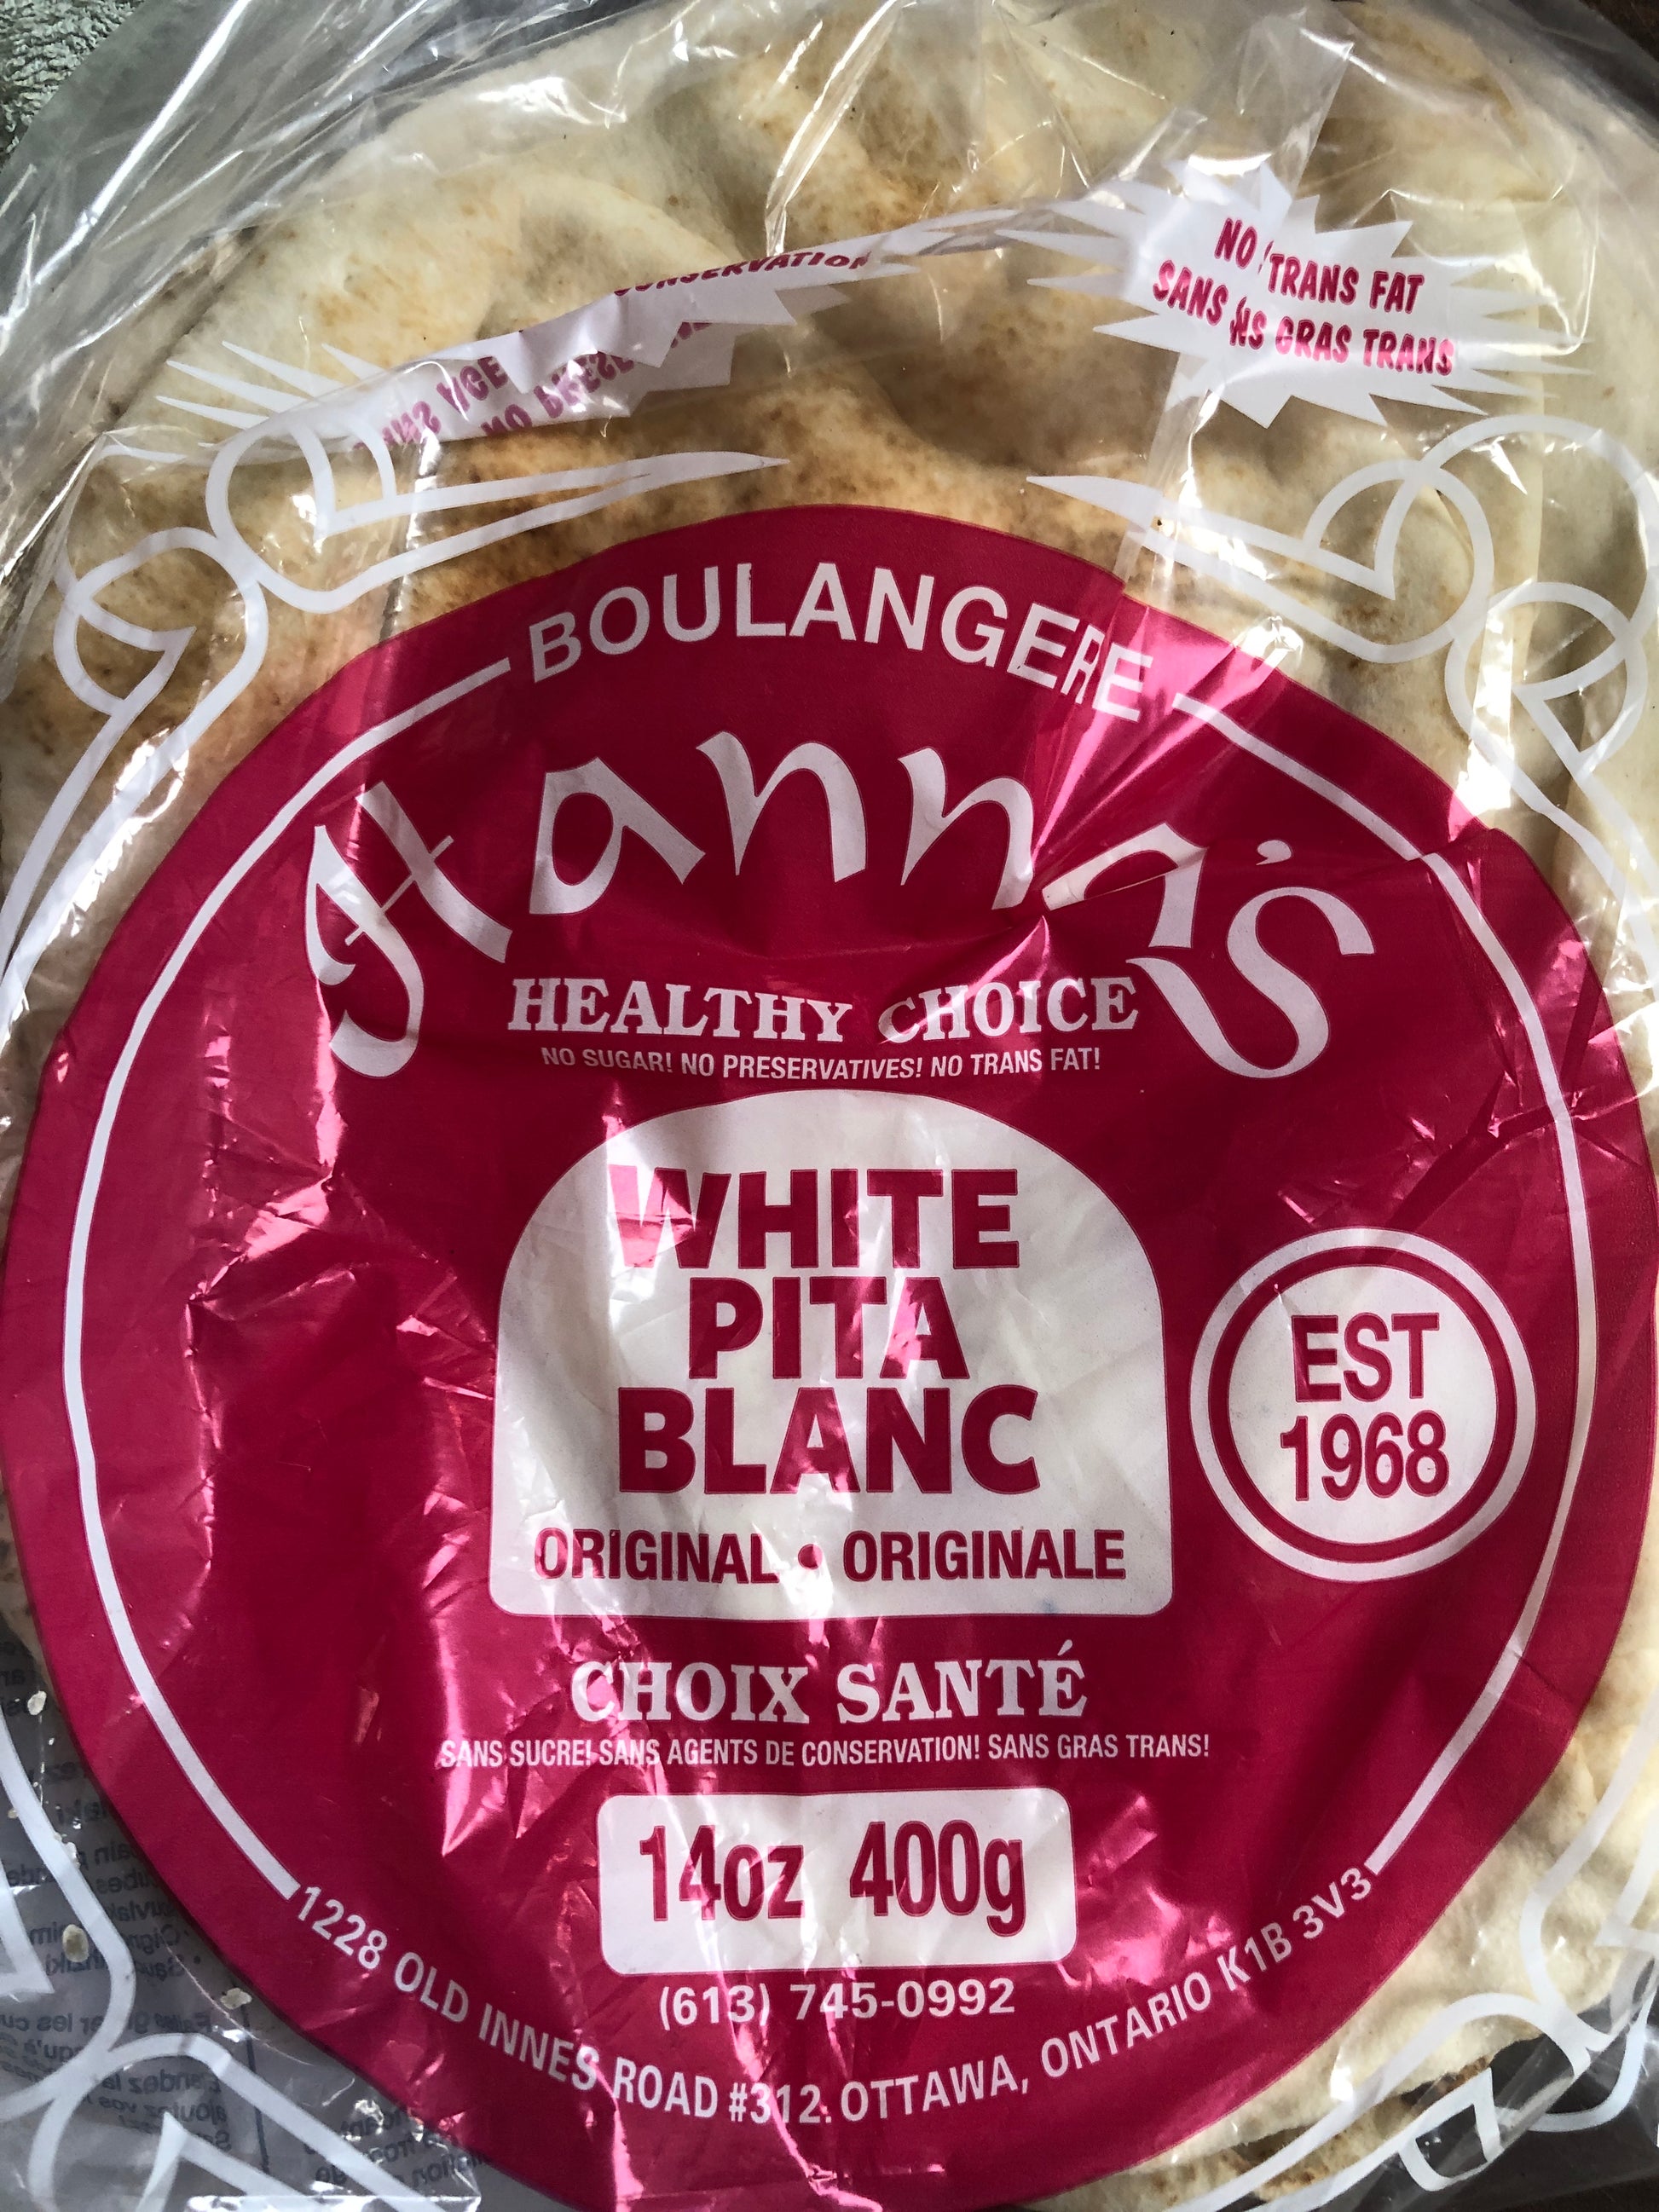 CONSERVATION
NO TRANS FAT
SANS GRAS TRANS
BOULANGERE
Hanna's
HEALTHY CHOICE
NO SUGAR! NO PRESERVATIVES! NO TRANS FAT!
WHITE
PITA
BLANC
ORIGINAL • ORIGINALE
EST
1968
CHOIX SANTÉ
SANS SUCRE! SANS AGENTS DE CONSERVATION! SANS GRAS TRANS!
14oz 400g
(613) 745-0992
1228 OLD INNES ROAD #312. OTTAWA, ONTARIO K1B 3V3